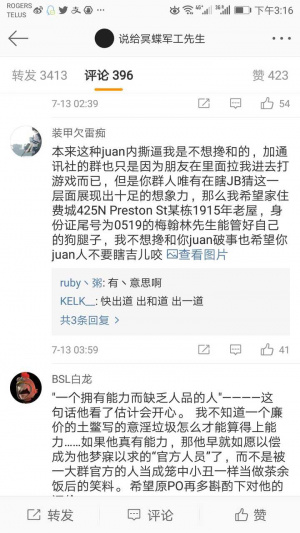 ROGERS
TELUS
下午3:16
说给冥蝶军工先生
转发 3413
评论 396
赞 423
7-13 02:39
54
装甲欠雷痴
本来这种juan内撕逼我是不想搀和的，加通
讯社的群也只是因为朋友在里面拉我进去打
游戏而已，但是你群人唯有在瞎JB猜这一
层面展现出十足的想象力，那么我希望家住
费城425N Preston St某栋1915年老屋，身
份证尾号为0519的梅翰林先生能管好自己
的狗腿子，我不想搀和你juan破事也希望你
juan人不要瞎吉儿咬 查看图片
ruby丶粥: 有丶意思啊
KELK__: 快出道 出和道 出一道
共3条回复 >
7-13 03:59
41
BSL白龙
"一个拥有能力而缺乏人品的人"————这
句话他看了估计会开心。 我不知道一个廉
价的土鳖写的意淫垃圾怎么才能算得上能
力……如果他真有能力，那他早就如愿以偿
成为他梦寐以求的“官方人员”了，而不是被
一大群官方的人当成笼中小丑一样当做茶余
饭后的笑料。希望原PO再多斟酌下对他的
转发
评论
赞